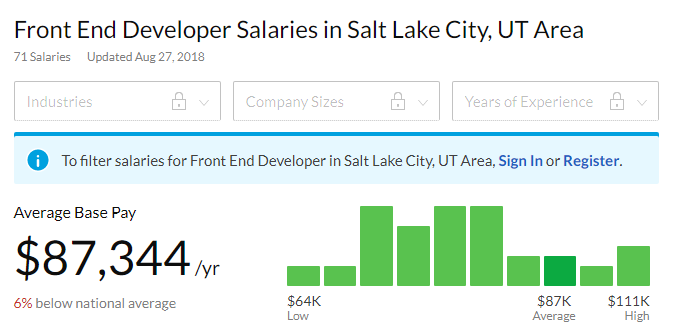 Front End Developer Salaries in Salt Lake City, UT Area
71 Salaries Updated Aug 27, 2018
Industries Company Sizes Years of Experience
To filter salaries for Front End Developer in Salt Lake City, UT Area, Sign In or Register.
Average Base Pay
$87,344 /yr
6% below national average
$64K $87K $111K
Low Average High